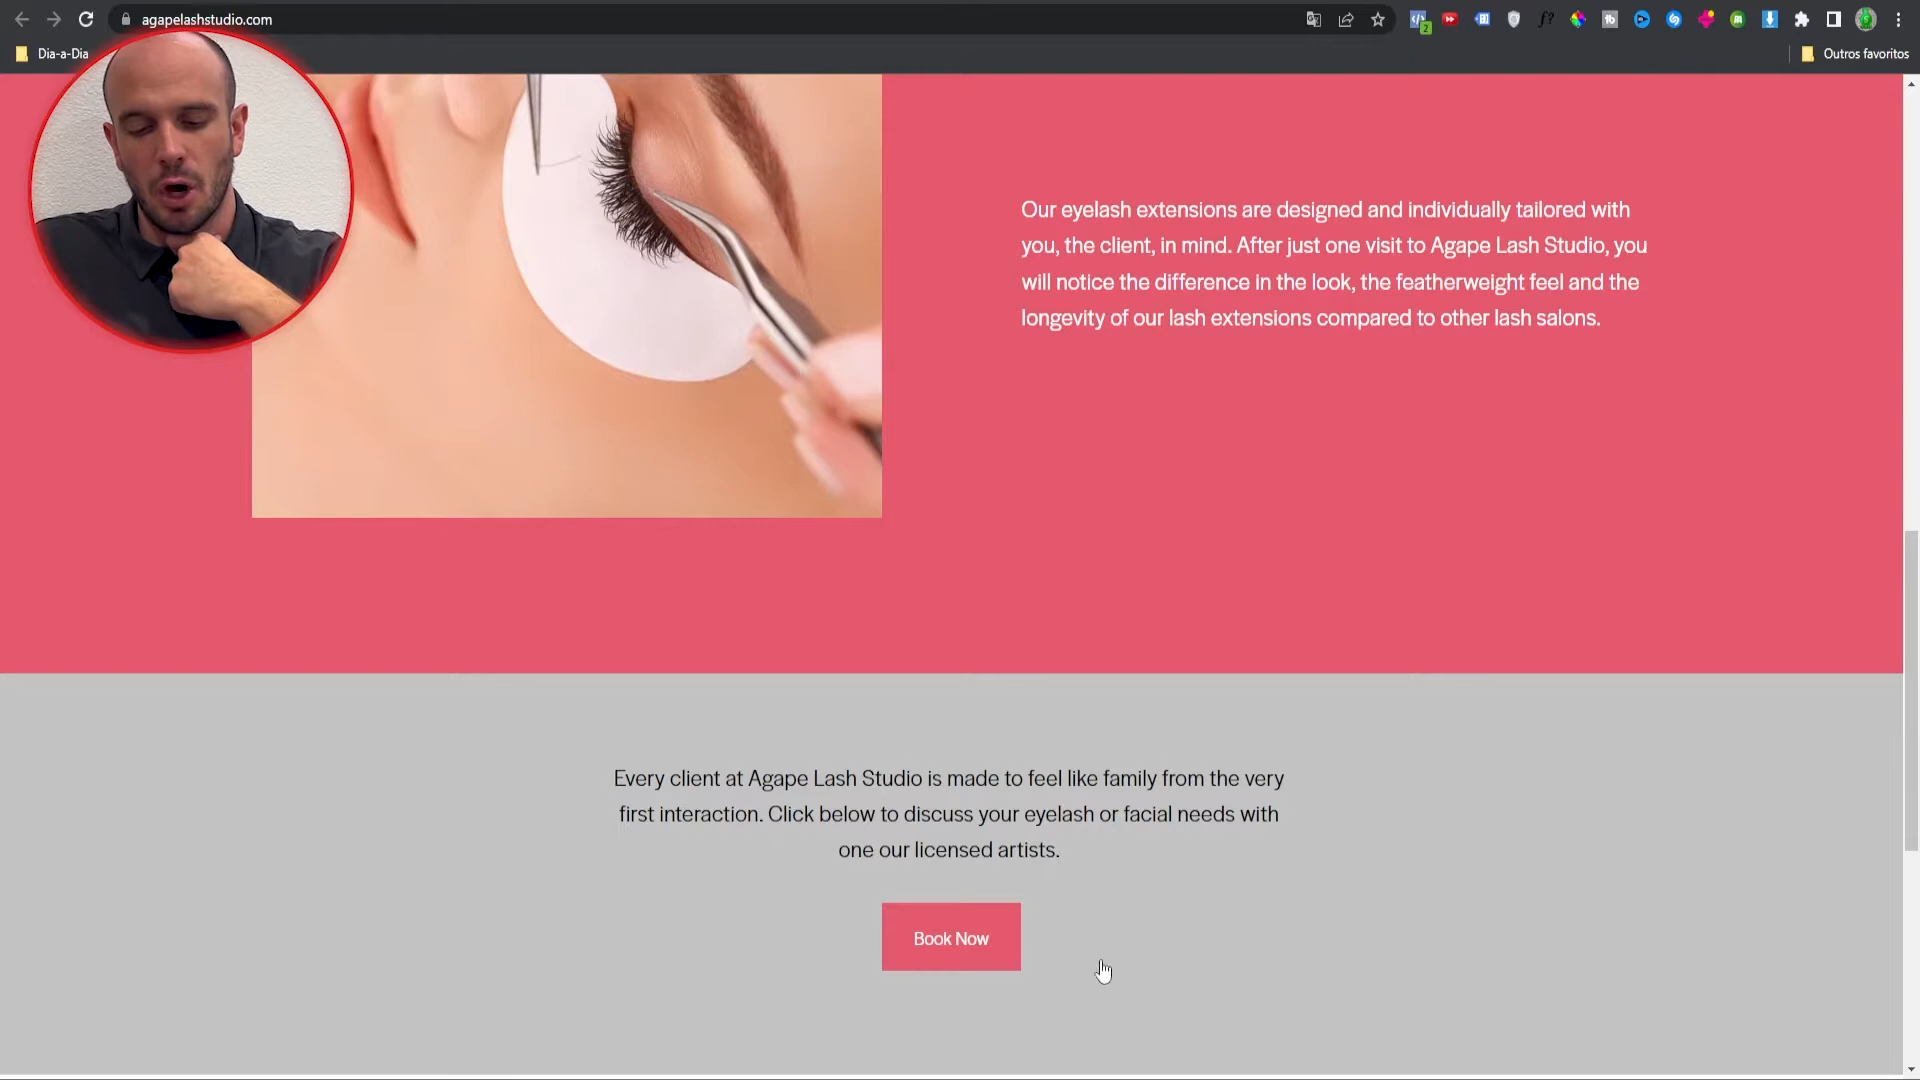 agapelashstudio.com
2
Dia-a-Dia
Outros favoritos
Our eyelash extensions are designed and individually tailored with
you, the client, in mind. After just one visit to Agape Lash Studio, you
will notice the difference in the look, the featherweight feel and the
longevity of our lash extensions compared to other lash salons.
Every client at Agape Lash Studio is made to feel like family from the very
first interaction. Click below to discuss your eyelash or facial needs with
one our licensed artists.
Book Now